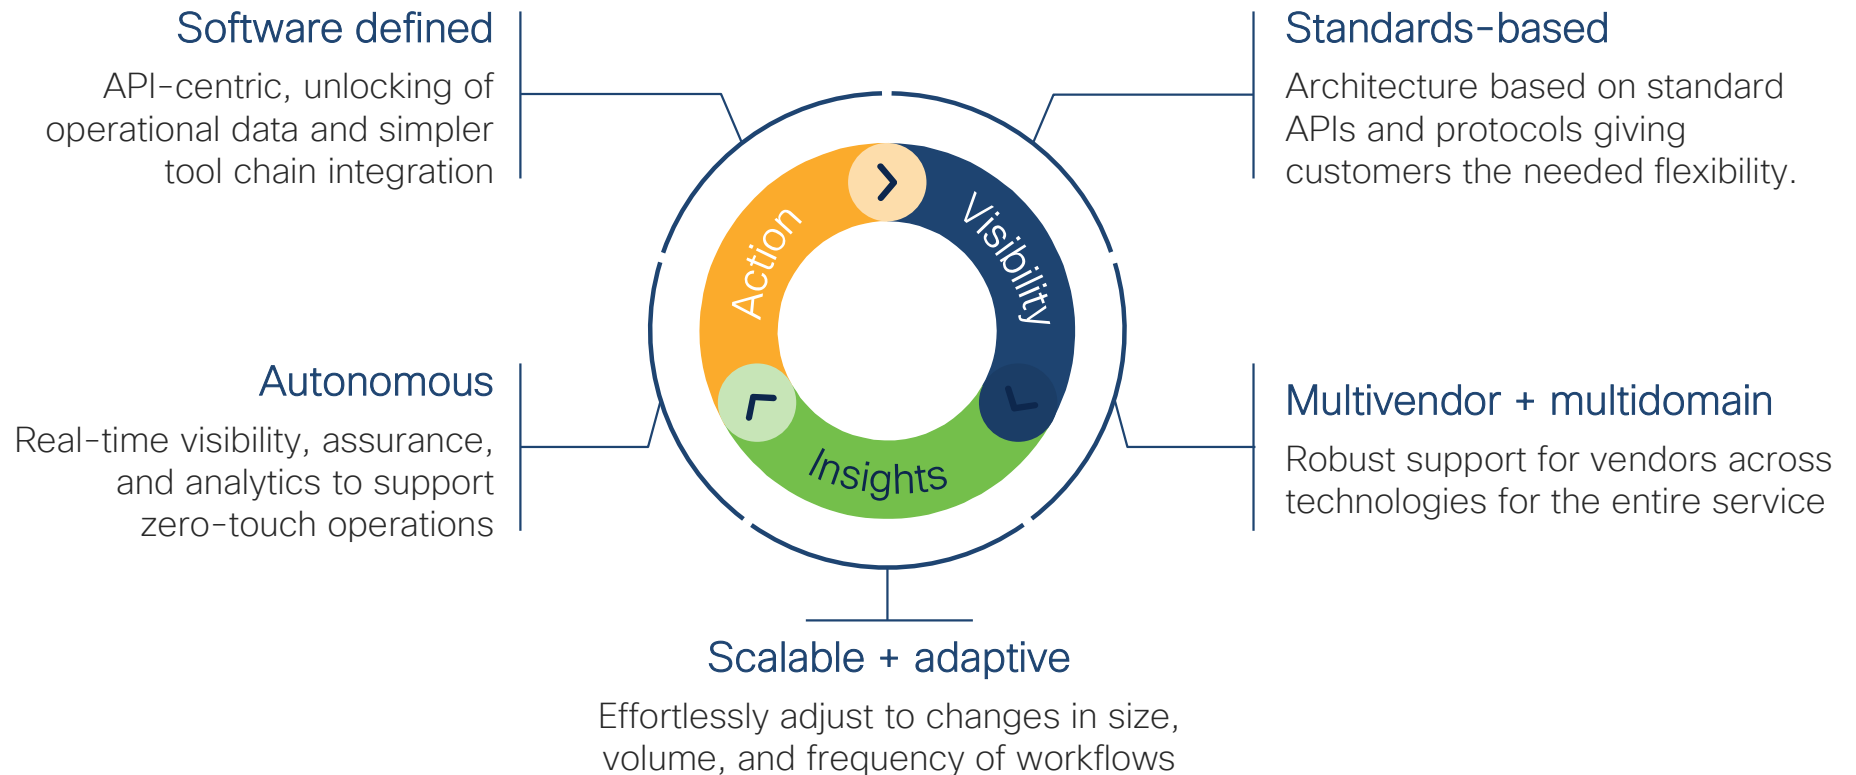 Software defined
API-centric, unlocking of
operational data and simpler
tool chain integration
Standards-based
Architecture based on standard
APIs and protocols giving
customers the needed flexibility.
Action
Visibility
Insights
Autonomous
Real-time visibility, assurance,
and analytics to support
zero-touch operations
Multivendor + multidomain
Robust support for vendors across
technologies for the entire service
Scalable + adaptive
Effortlessly adjust to changes in size,
volume, and frequency of workflows